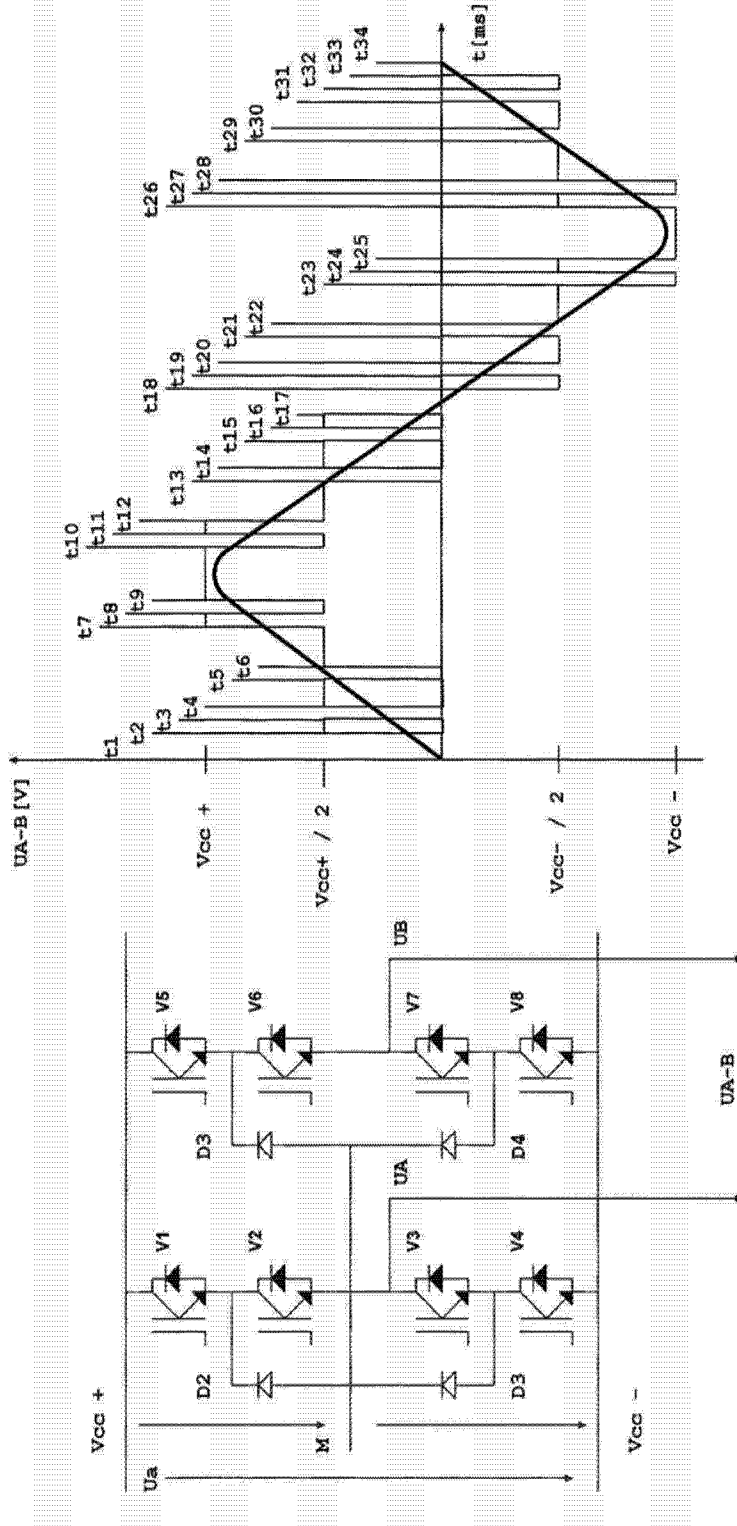 UA-B [V]
Vcc +
Vcc+ / 2
Vcc- / 2
Vcc -
t[ms]
t1
t2
t3
t4
t5
t6
t7
t8
t9
t10
t11
t12
t13
t14
t15
t16
t17
t18
t19
t20
t21
t22
t23
t24
t25
t26
t27
t28
t29
t30
t31
t32
t33
t34
Vcc +
Ua
M
Vcc -
D2
D3
V1
V2
V3
V4
UA
D3
D4
V5
V6
V7
V8
UB
UA-B